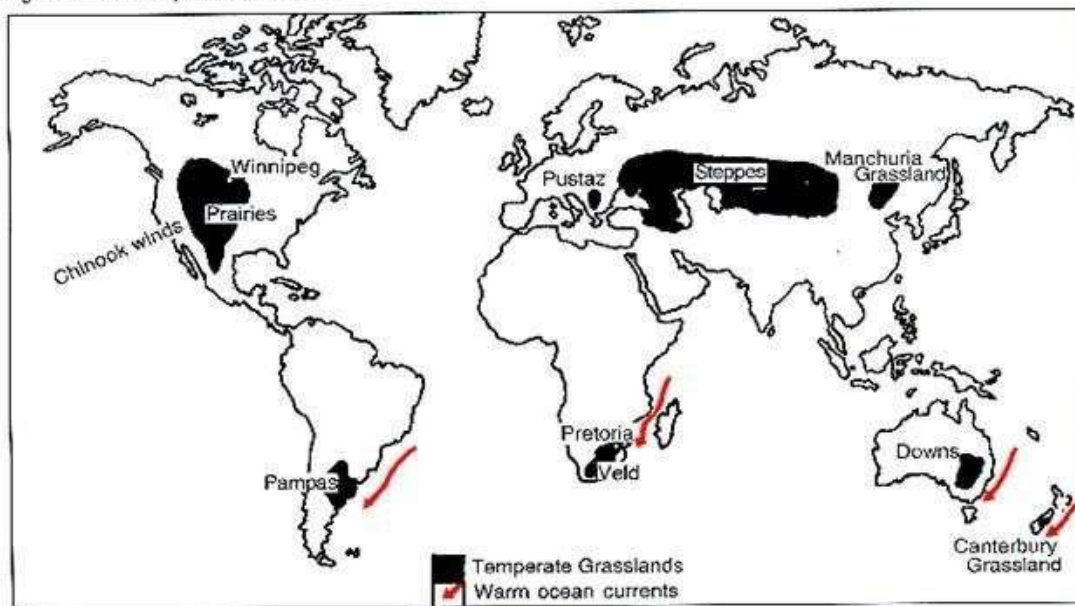 Winnipeg
Prairies
Chinook winds
Pustaz
Steppes
Manchuria
Grassland
Pampas
Pretoria
Veld
Downs
Canterbury
Grassland
Temperate Grasslands
Warm ocean currents